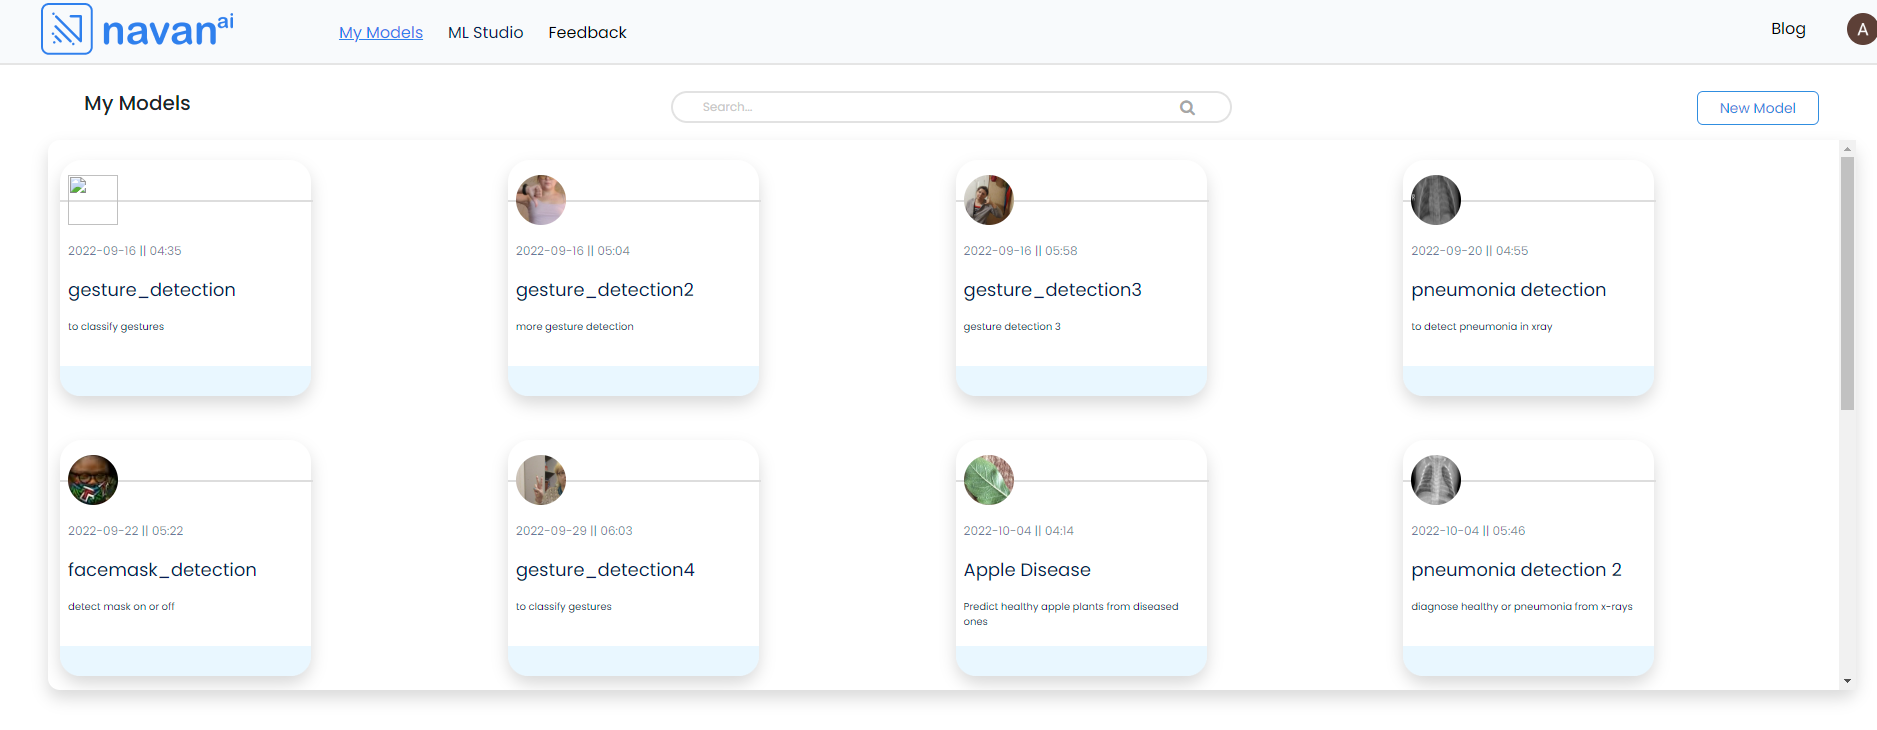 navan ai
My Models
ML Studio
Feedback
Blog
A
My Models
Search...
New Model
2022-09-16 || 04:35
gesture_detection
to classify gestures
2022-09-16 || 05:04
gesture_detection2
more gesture detection
2022-09-16 || 05:58
gesture_detection3
gesture detection 3
2022-09-20 || 04:55
pneumonia detection
to detect pneumonia in xray
2022-09-22 || 05:22
facemask_detection
detect mask on or off
2022-09-29 || 06:03
gesture_detection4
to classify gestures
2022-10-04 || 04:14
Apple Disease
Predict healthy apple plants from diseased
ones
2022-10-04 || 05:46
pneumonia detection 2
diagnose healthy or pneumonia from x-rays